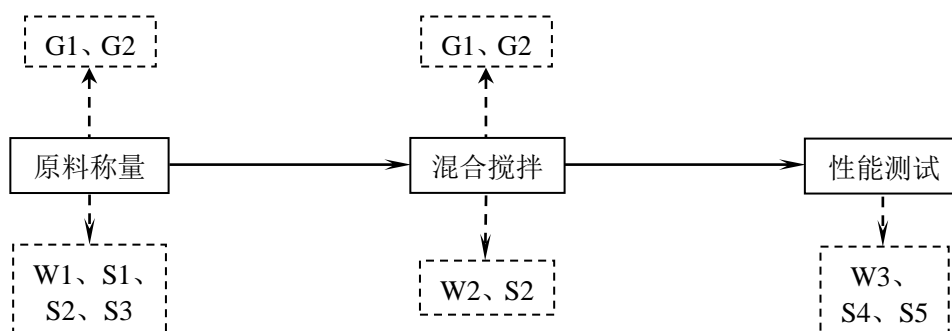 G1、G2
G1、G2
原料称量
混合搅拌
性能测试
W1、S1、
S2、S3
W2、S2
W3、
S4、S5